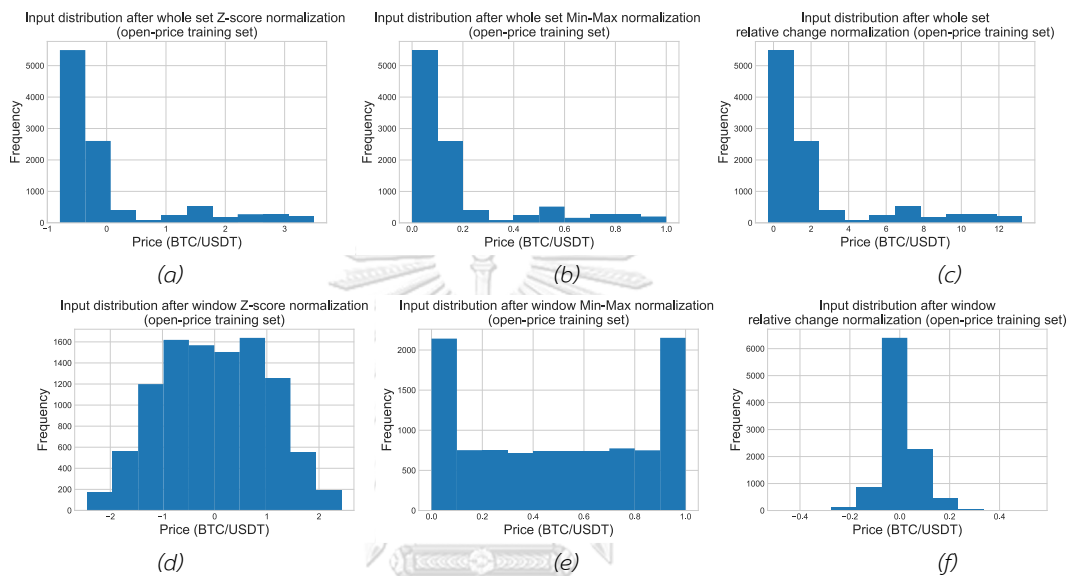 Input distribution after whole set Z-score normalization
(open-price training set)
Frequency
5000
4000
3000
2000
1000
0
−1 0 1 2 3
Price (BTC/USDT)
(a)
Input distribution after whole set Min-Max normalization
(open-price training set)
Frequency
5000
4000
3000
2000
1000
0
0.0 0.2 0.4 0.6 0.8 1.0
Price (BTC/USDT)
(b)
Input distribution after whole set
relative change normalization (open-price training set)
Frequency
5000
4000
3000
2000
1000
0
0 2 4 6 8 10 12
Price (BTC/USDT)
(c)
Input distribution after window Z-score normalization
(open-price training set)
Frequency
1600
1400
1200
1000
800
600
400
200
0
−2 −1 0 1 2
Price (BTC/USDT)
(d)
Input distribution after window Min-Max normalization
(open-price training set)
Frequency
2000
1500
1000
500
0
0.0 0.2 0.4 0.6 0.8 1.0
Price (BTC/USDT)
(e)
Input distribution after window
relative change normalization (open-price training set)
Frequency
6000
5000
4000
3000
2000
1000
0
−0.4 −0.2 0.0 0.2 0.4
Price (BTC/USDT)
(f)